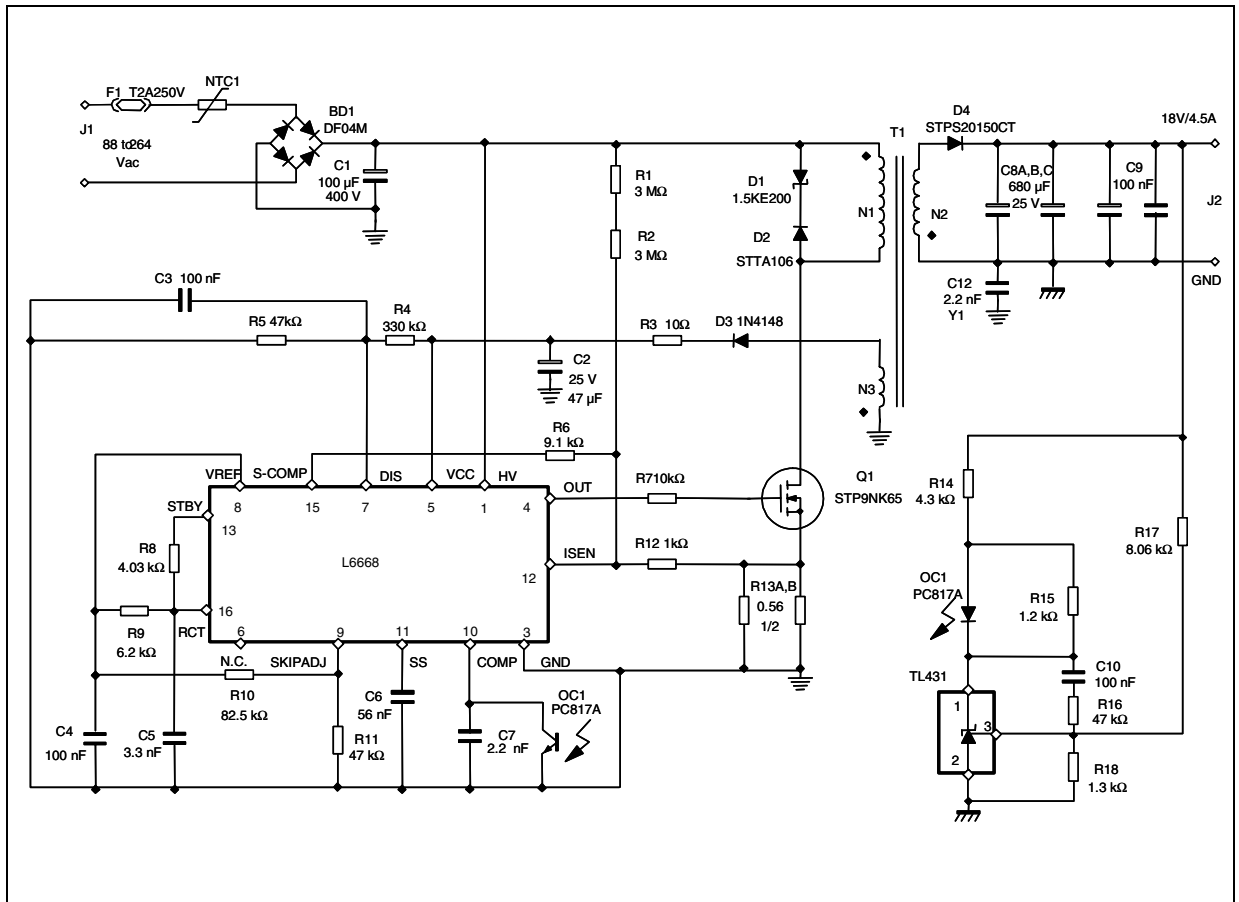 F1 T2A250V
NTC1
J1
88 to264
Vac
BD1
DF04M
C1
100 µF
400 V
R1
3 MΩ
R2
3 MΩ
D1
1.5KE200
D2
STTA106
T1
N1
N2
D4
STPS20150CT
18V/4.5A
C8A,B,C
680 µF
25 V
C9
100 nF
J2
GND
C12
2.2 nF
Y1
C3 100 nF
R5 47kΩ
R4
330 kΩ
C2
25 V
47 µF
R3 10Ω
D3 1N4148
N3
R6
9.1 kΩ
VREF
S-COMP
DIS
VCC
HV
8
15
7
5
1
4
OUT
R710kΩ
Q1
STP9NK65
STBY
13
R8
4.03 kΩ
L6668
ISEN
12
R12 1kΩ
R13A,B
0.56
1/2
16
RCT
R9
6.2 kΩ
6
9
11
10
3
N.C.
SKIPADJ
SS
COMP
GND
R10
82.5 kΩ
C4
100 nF
C5
3.3 nF
R11
47 kΩ
C6
56 nF
C7
2.2 nF
OC1
PC817A
R14
4.3 kΩ
R17
8.06 kΩ
OC1
PC817A
R15
1.2 kΩ
TL431
1
3
2
C10
100 nF
R16
47 kΩ
R18
1.3 kΩ